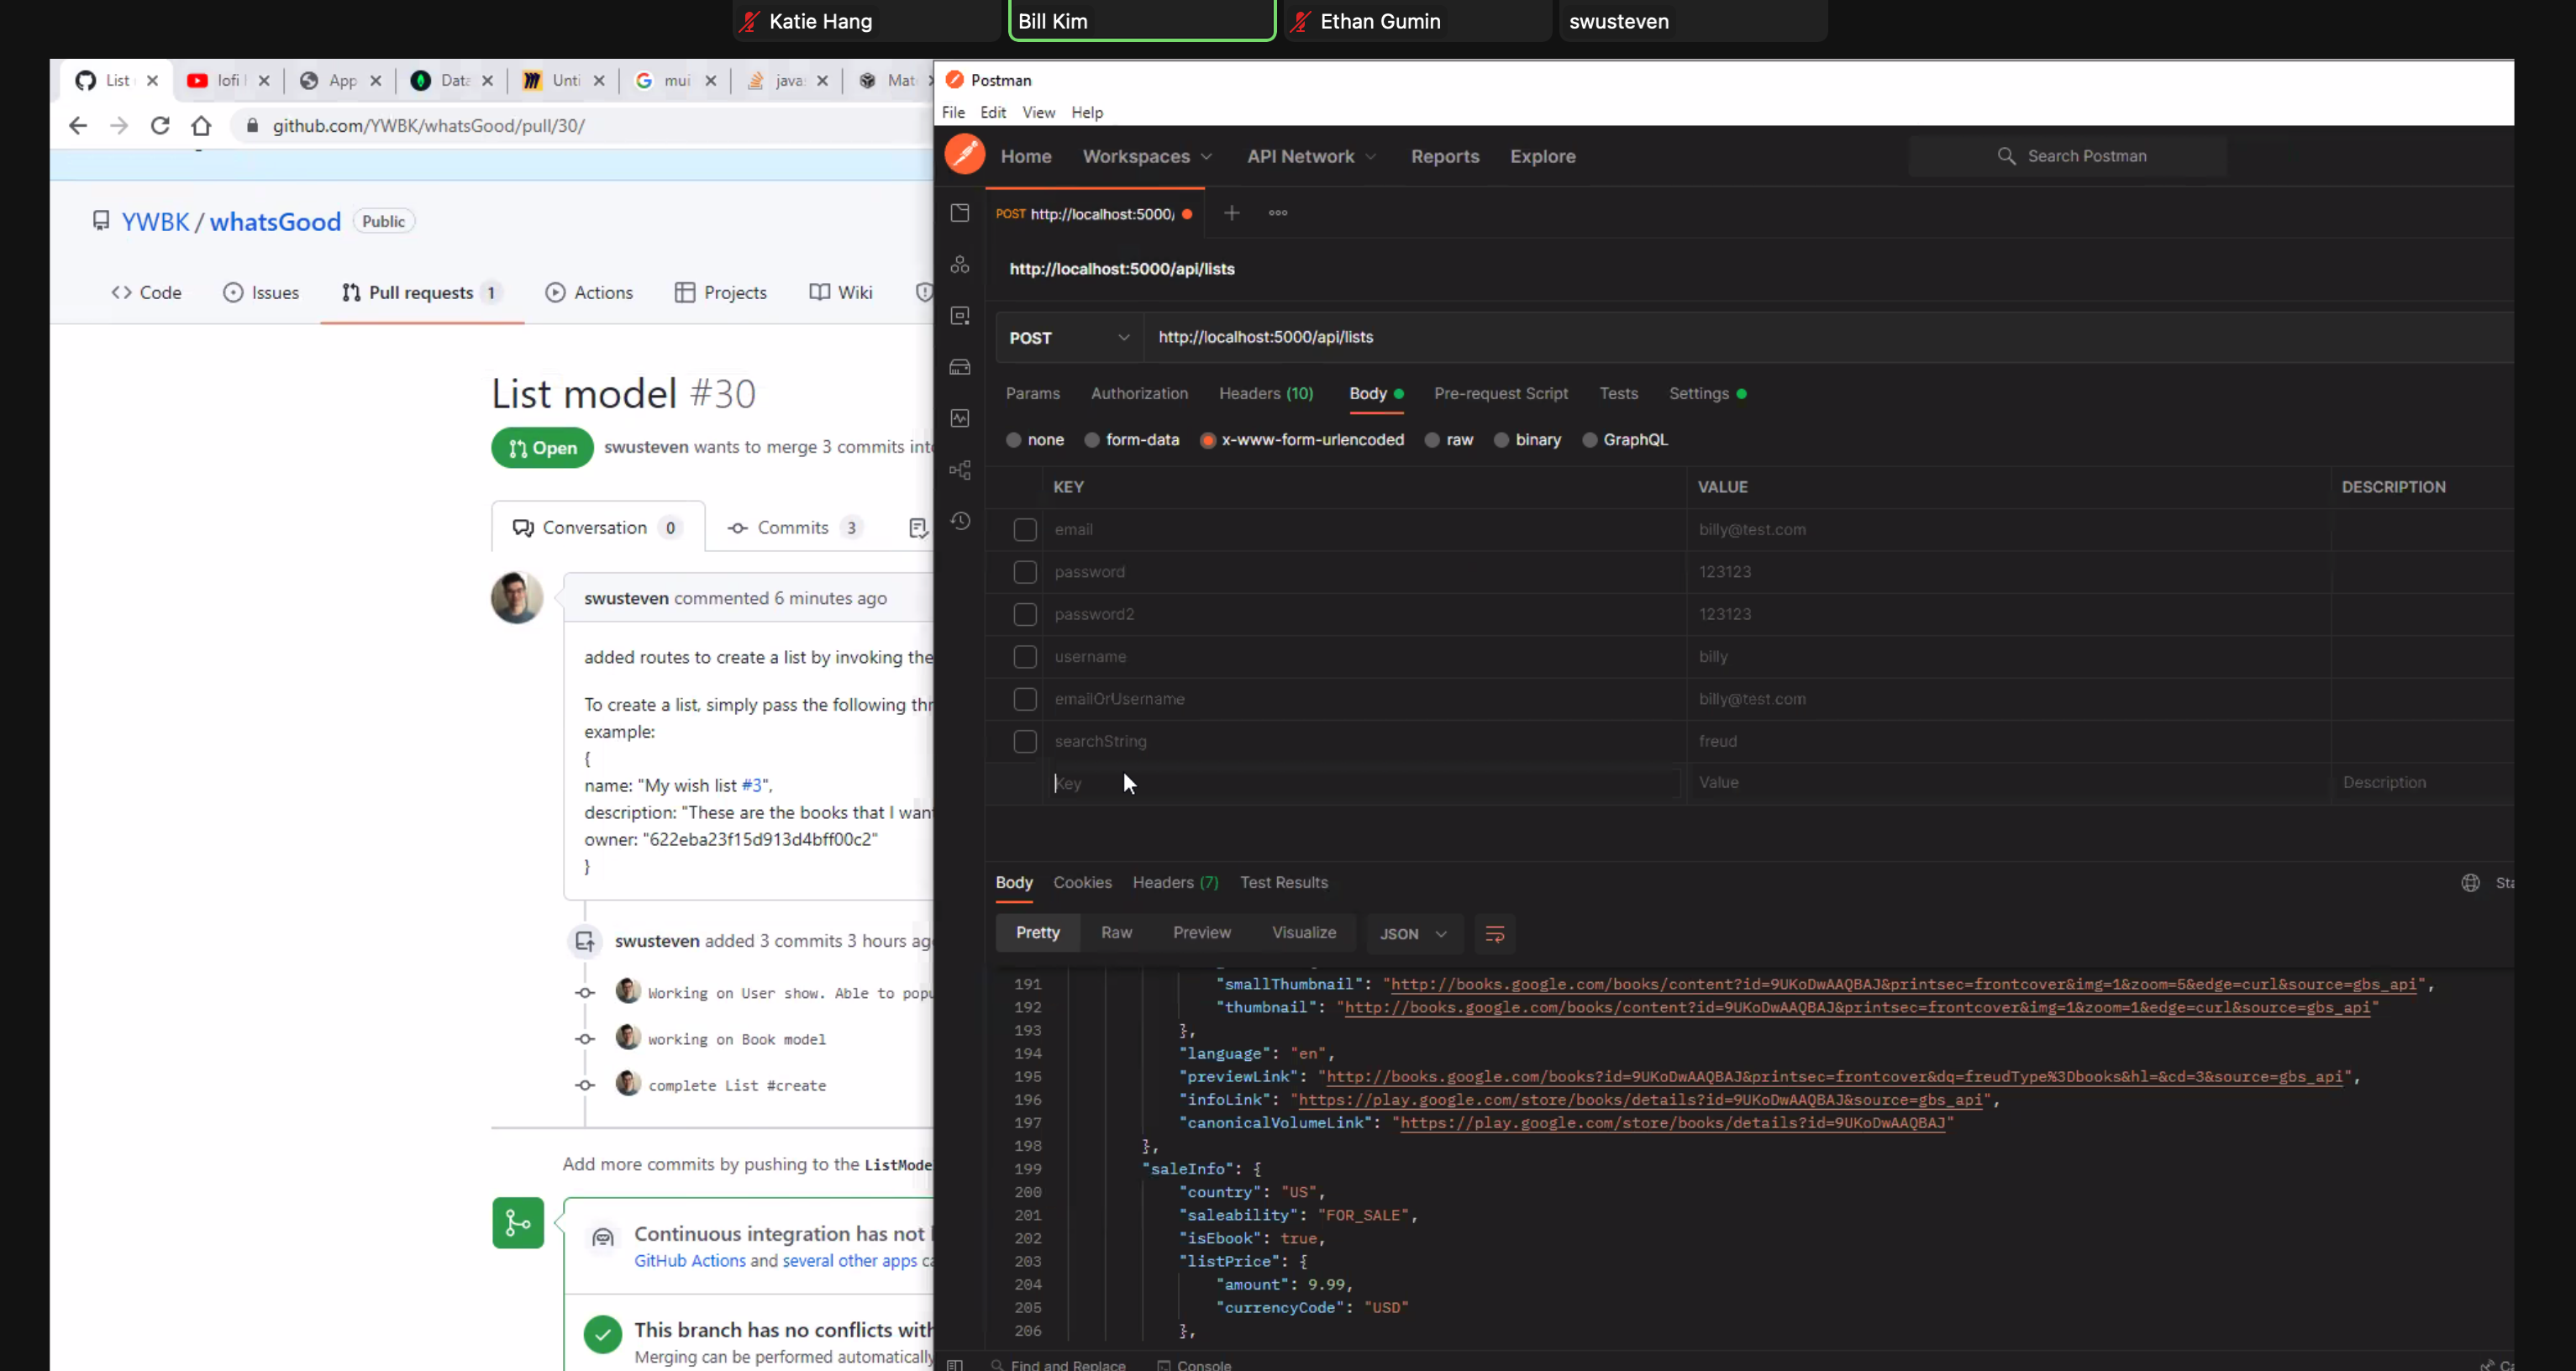 Katie Hang
Bill Kim
Ethan Gumin
swusteven
List
lofi
App
Data
Unti
mui
java
Mat
github.com/YWBK/whatsGood/pull/30/
YWBK / whatsGood Public
Code
Issues
Pull requests 1
Actions
Projects
Wiki
List model #30
Open
swusteven wants to merge 3 commits into
Conversation 0
Commits 3
swusteven commented 6 minutes ago
added routes to create a list by invoking the
To create a list, simply pass the following thr
example:
{
name: "My wish list #3",
description: "These are the books that I wan
owner: "622eba23f15d913d4bff00c2"
}
swusteven added 3 commits 3 hours ag
Working on User show. Able to popu
working on Book model
complete List #create
Add more commits by pushing to the ListMode
Continuous integration has not
GitHub Actions and several other apps ca
This branch has no conflicts with
Merging can be performed automatically
Postman
File Edit View Help
Home
Workspaces
API Network
Reports
Explore
Search Postman
POST http://localhost:5000/
http://localhost:5000/api/lists
POST
http://localhost:5000/api/lists
Params
Authorization
Headers (10)
Body
Pre-request Script
Tests
Settings
none
form-data
x-www-form-urlencoded
raw
binary
GraphQL
KEY VALUE DESCRIPTION
email billy@test.com
password 123123
password2 123123
username billy
emailOrUsername billy@test.com
searchString freud
Key Value Description
Body
Cookies
Headers (7)
Test Results
Sta
Pretty
Raw
Preview
Visualize
JSON
191 "smallThumbnail": "http://books.google.com/books/content?id=9UKoDwAAQBAJ&printsec=frontcover&img=1&zoom=5&edge=curl&source=gbs_api",
192 "thumbnail": "http://books.google.com/books/content?id=9UKoDwAAQBAJ&printsec=frontcover&img=1&zoom=1&edge=curl&source=gbs_api"
193 },
194 "language": "en",
195 "previewLink": "http://books.google.com/books?id=9UKoDwAAQBAJ&printsec=frontcover&dq=freudType%3Dbooks&hl=&cd=3&source=gbs_api",
196 "infoLink": "https://play.google.com/store/books/details?id=9UKoDwAAQBAJ&source=gbs_api",
197 "canonicalVolumeLink": "https://play.google.com/store/books/details?id=9UKoDwAAQBAJ"
198 },
199 "saleInfo": {
200 "country": "US",
201 "saleability": "FOR_SALE",
202 "isEbook": true,
203 "listPrice": {
204 "amount": 9.99,
205 "currencyCode": "USD"
206 },
Find and Replace
Console